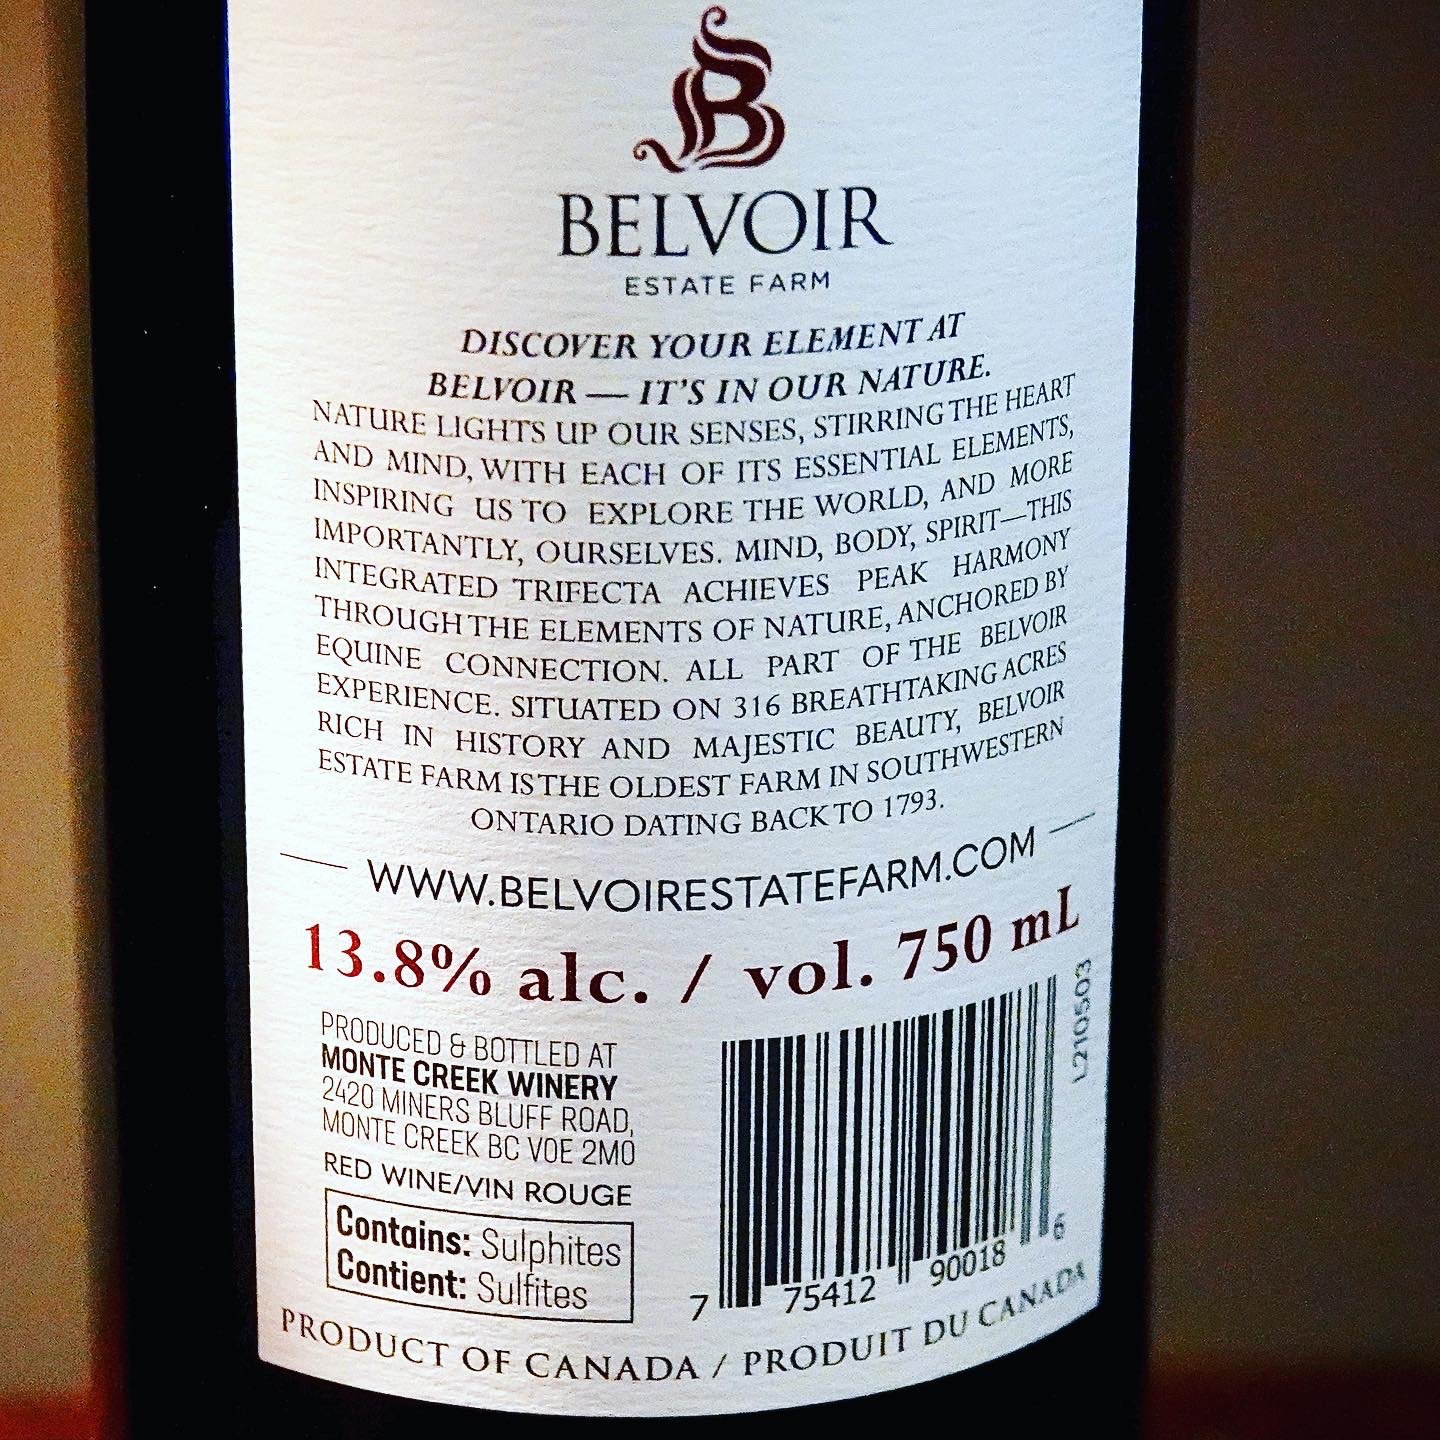 B
BELVOIR
ESTATE FARM
DISCOVER YOUR ELEMENT AT
BELVOIR — IT'S IN OUR NATURE.
NATURE LIGHTS UP OUR SENSES, STIRRING THE HEART
AND MIND, WITH EACH OF ITS ESSENTIAL ELEMENTS,
INSPIRING US TO EXPLORE THE WORLD, AND MORE
IMPORTANTLY, OURSELVES. MIND, BODY, SPIRIT—THIS
INTEGRATED TRIFECTA ACHIEVES PEAK HARMONY
THROUGH THE ELEMENTS OF NATURE, ANCHORED BY
EQUINE CONNECTION. ALL PART OF THE BELVOIR
EXPERIENCE. SITUATED ON 316 BREATHTAKING ACRES
RICH IN HISTORY AND MAJESTIC BEAUTY, BELVOIR
ESTATE FARM IS THE OLDEST FARM IN SOUTHWESTERN
ONTARIO DATING BACK TO 1793.
WWW.BELVOIRESTATEFARM.COM
13.8% alc. / vol. 750 mL
PRODUCED & BOTTLED AT
MONTE CREEK WINERY
2420 MINERS BLUFF ROAD,
MONTE CREEK BC V0E 2M0
RED WINE/VIN ROUGE
Contains: Sulphites
Contient: Sulfites
L210503
7 75412 90018 6
PRODUCT OF CANADA / PRODUIT DU CANADA